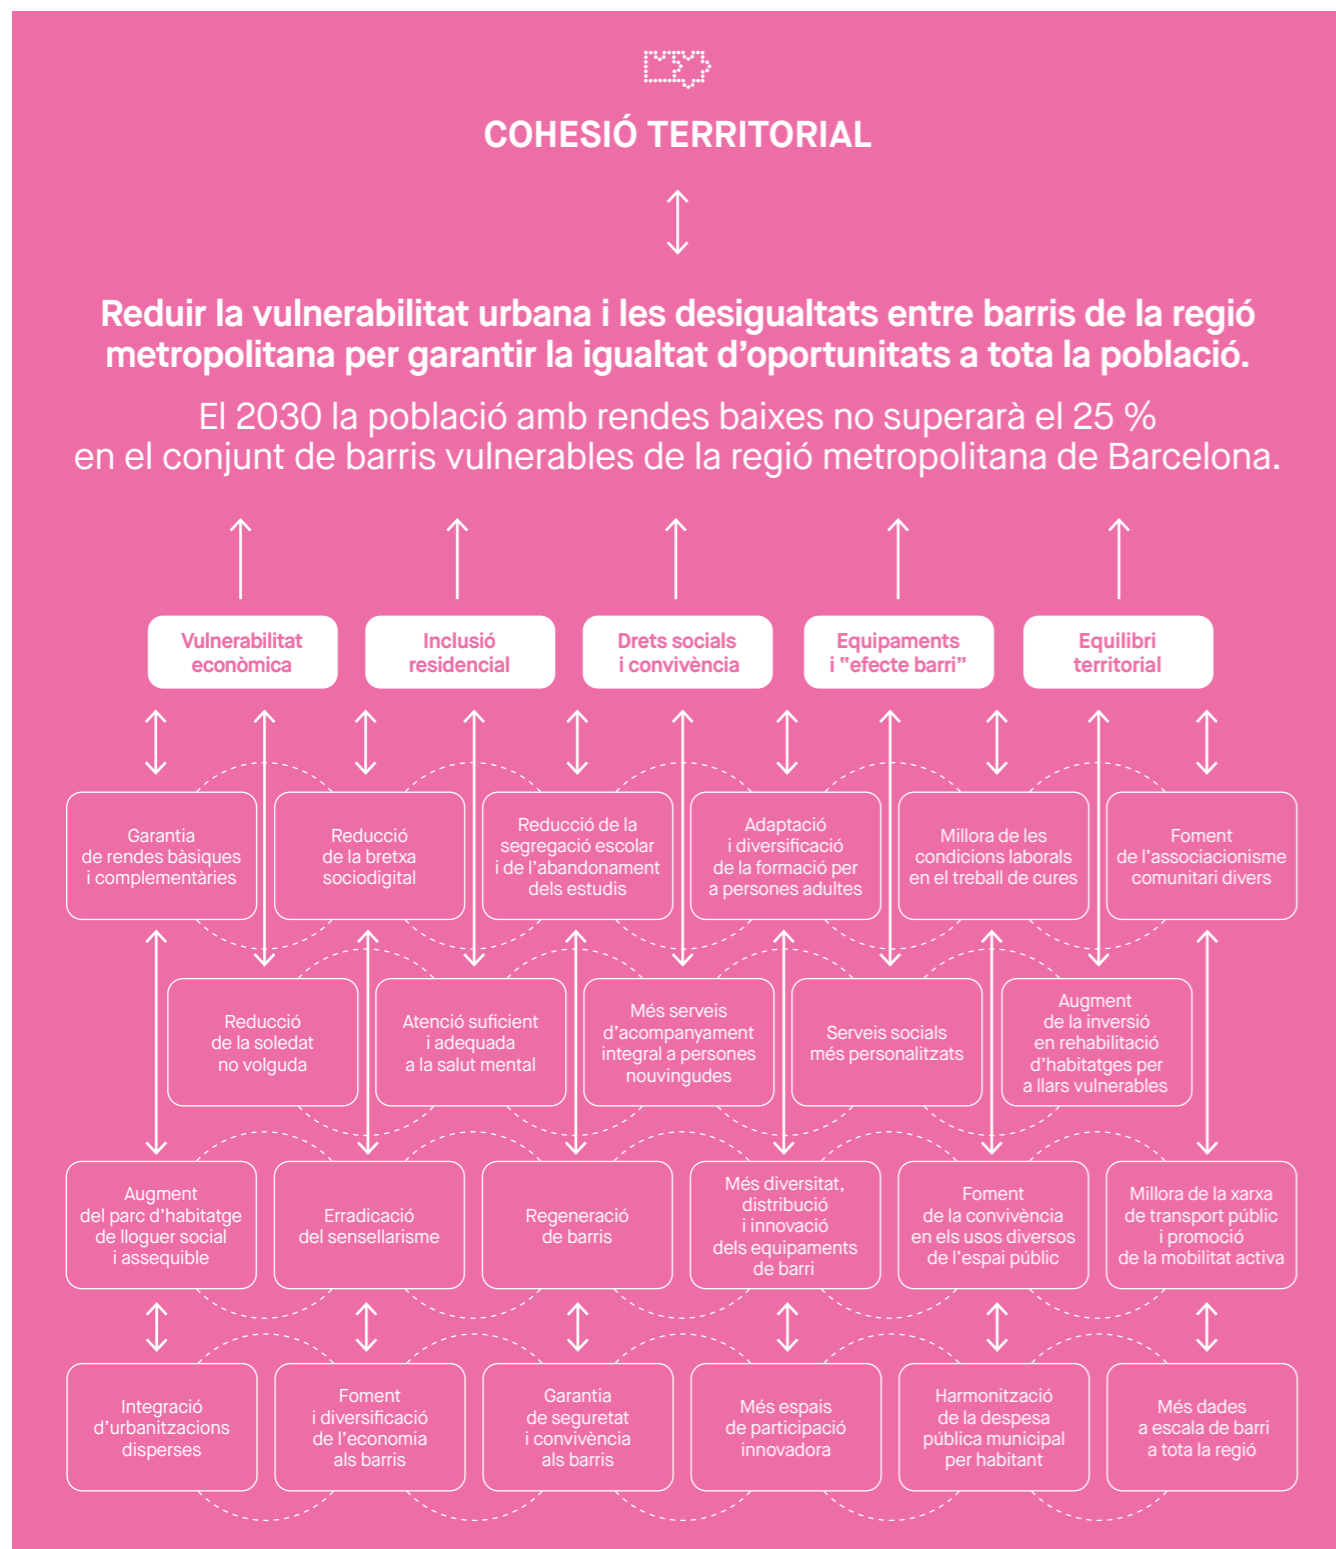 COHESIÓ TERRITORIAL
Reduir la vulnerabilitat urbana i les desigualtats entre barris de la regió
metropolitana per garantir la igualtat d’oportunitats a tota la població.
El 2030 la població amb rendes baixes no superarà el 25 %
en el conjunt de barris vulnerables de la regió metropolitana de Barcelona.
Vulnerabilitat
econòmica
Inclusió
residencial
Drets socials
i convivència
Equipaments
i “efecte barri”
Equilibri
territorial
Garantia
de rendes bàsiques
i complementàries
Reducció
de la bretxa
sociodigital
Reducció de la
segregació escolar
i de l’abandonament
dels estudis
Adaptació
i diversificació
de la formació per
a persones adultes
Millora de les
condicions laborals
en el treball de cures
Foment
de l’associacionisme
comunitari divers
Reducció
de la soledat
no volguda
Atenció suficient
i adequada
a la salut mental
Més serveis
d’acompanyament
integral a persones
nouvingudes
Serveis socials
més personalitzats
Augment
de la inversió
en rehabilitació
d’habitatges per
a llars vulnerables
Augment
del parc d’habitatge
de lloguer social
i assequible
Erradicació
del sensellarisme
Regeneració
de barris
Més diversitat,
distribució
i innovació
dels equipaments
de barri
Foment
de la convivència
en els usos diversos
de l’espai públic
Millora de la xarxa
de transport públic
i promoció
de la mobilitat activa
Integració
d’urbanitzacions
disperses
Foment
i diversificació
de l’economia
als barris
Garantia
de seguretat
i convivència
als barris
Més espais
de participació
innovadora
Harmonització
de la despesa
pública municipal
per habitant
Més dades
a escala de barri
a tota la regió